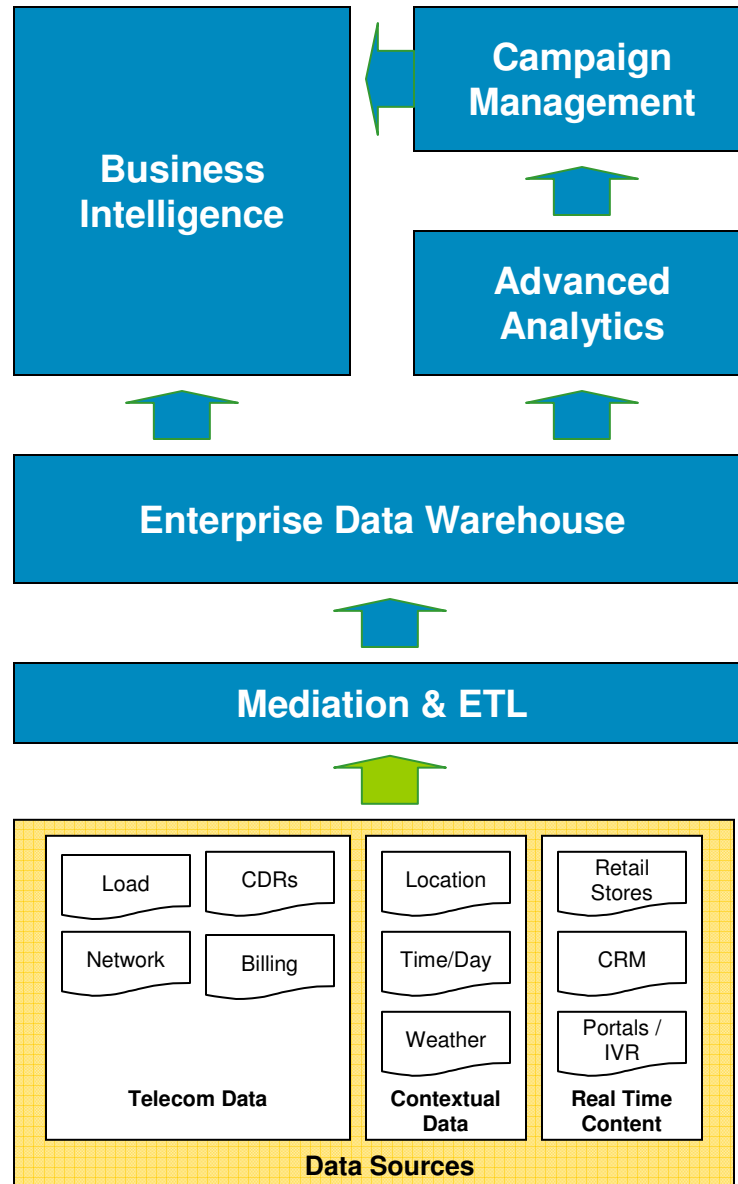 Campaign
Management
Business
Intelligence
Advanced
Analytics
Enterprise Data Warehouse
Mediation & ETL
Load
CDRs
Network
Billing
Telecom Data
Location
Time/Day
Weather
Contextual
Data
Retail
Stores
CRM
Portals /
IVR
Real Time
Content
Data Sources